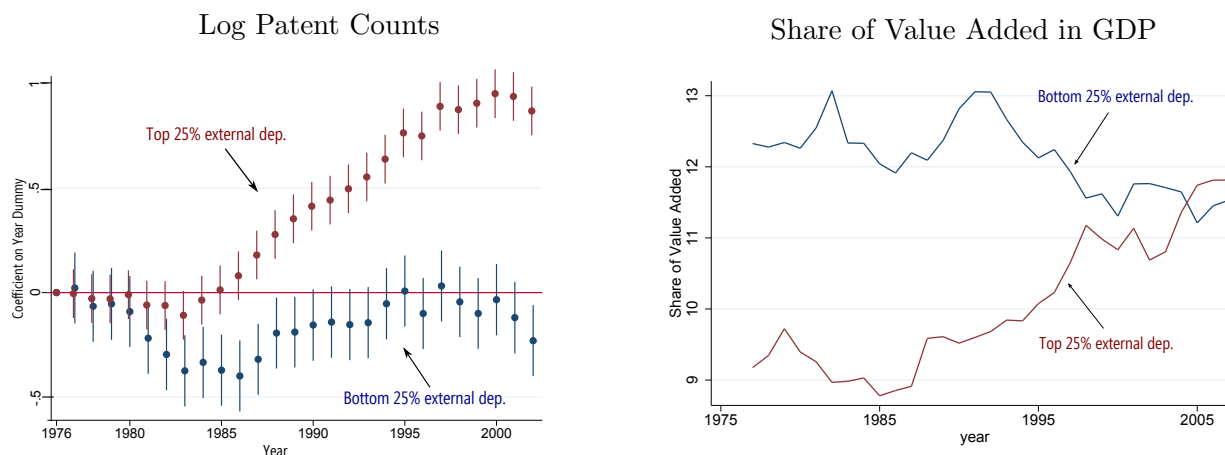 Log Patent Counts
Coefficient on Year Dummy
1
.5
0
-.5
Top 25% external dep.
Bottom 25% external dep.
1976 1980 1985 1990 1995 2000
Year
Share of Value Added in GDP
Share of Value Added
13
12
11
10
9
Bottom 25% external dep.
Top 25% external dep.
1975 1985 1995 2005
year